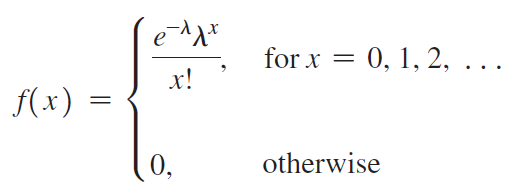 f(x) = { e^{-λ}λ^x / x!, for x = 0, 1, 2, ...
0, otherwise